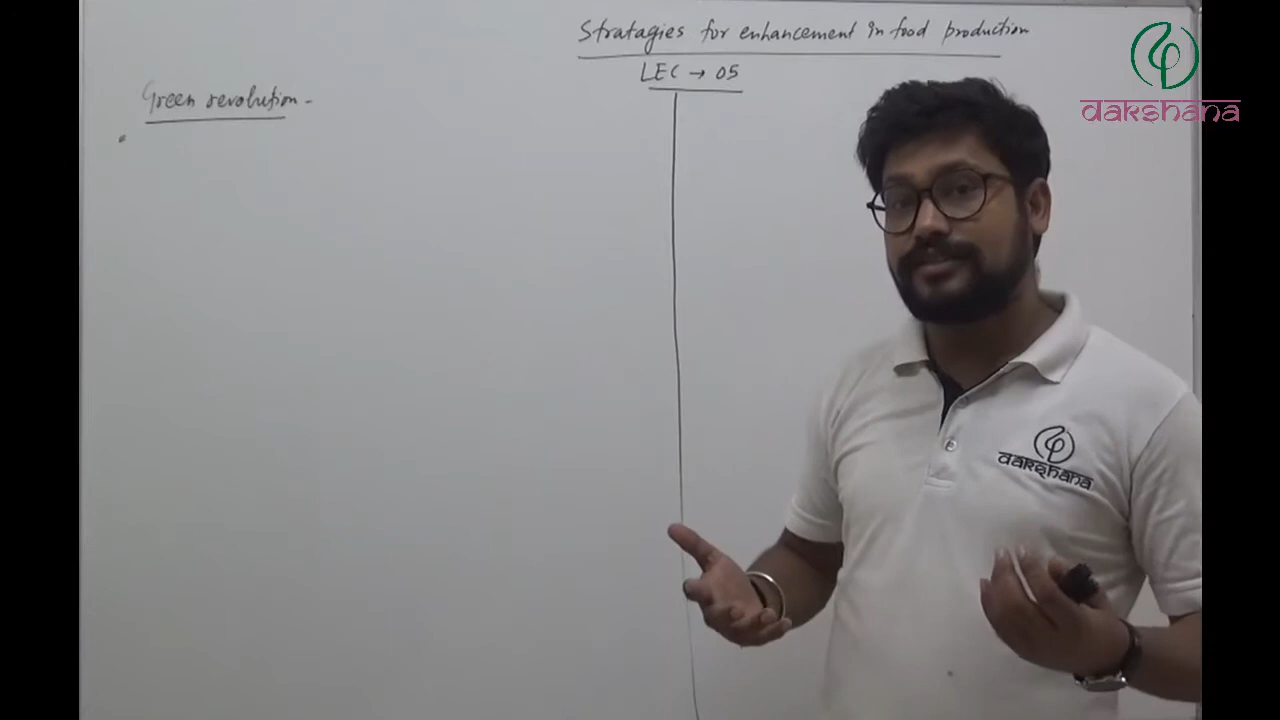 Stratagies for enhancement in food production
LEC → 05
Green revolution -
dakshana
dakshana